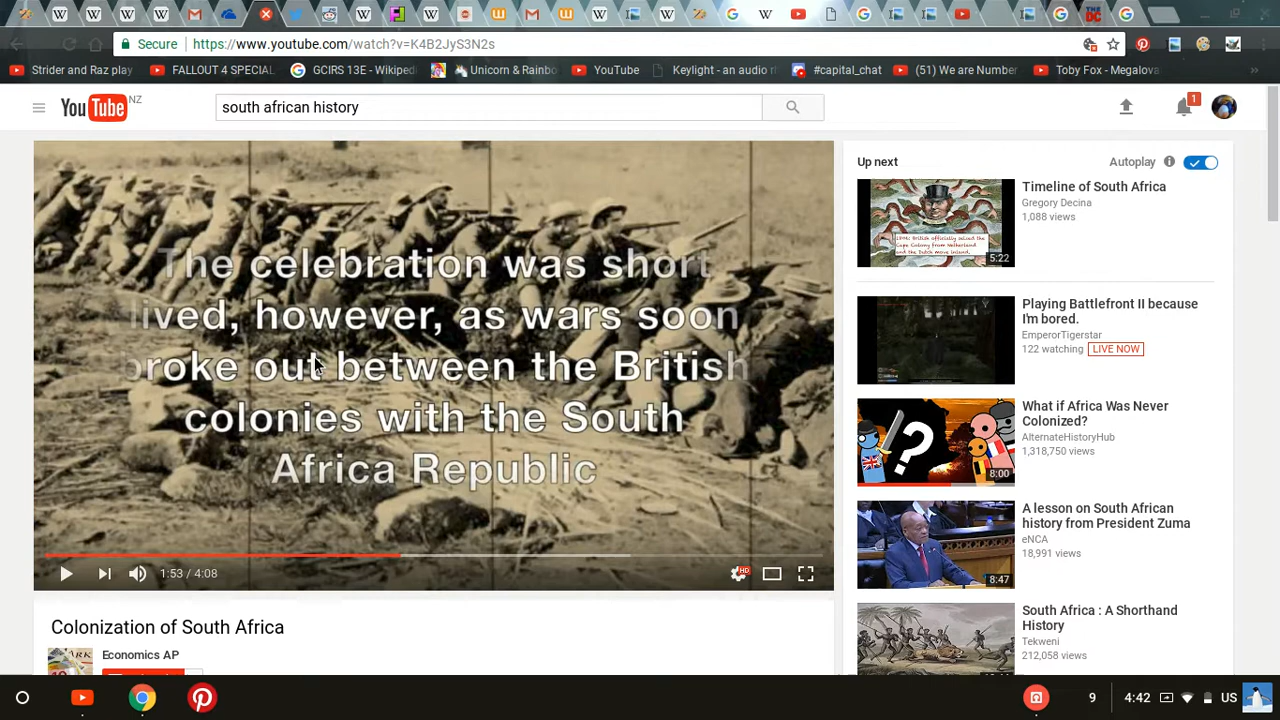 Secure https://www.youtube.com/watch?v=K4B2JyS3N2s
Strider and Raz play FALLOUT 4 SPECIAL GCIRS 13E - Wikiped Unicorn & Rainbo YouTube Keylight - an audio r #capital_chat (51) We are Number Toby Fox - Megalova
YouTube NZ south african history 1
The celebration was short
lived, however, as wars soon
broke out between the British
colonies with the South
Africa Republic
1:53 / 4:08 HD
Colonization of South Africa
Economics AP
Up next Autoplay
Timeline of South Africa
Gregory Decina
1,088 views
5:22
Playing Battlefront II because
I'm bored.
EmperorTigerstar
122 watching LIVE NOW
What if Africa Was Never
Colonized?
AlternateHistoryHub
1,318,750 views
8:00
A lesson on South African
history from President Zuma
eNCA
18,991 views
8:47
South Africa : A Shorthand
History
Tekweni
212,058 views
9 4:42 US